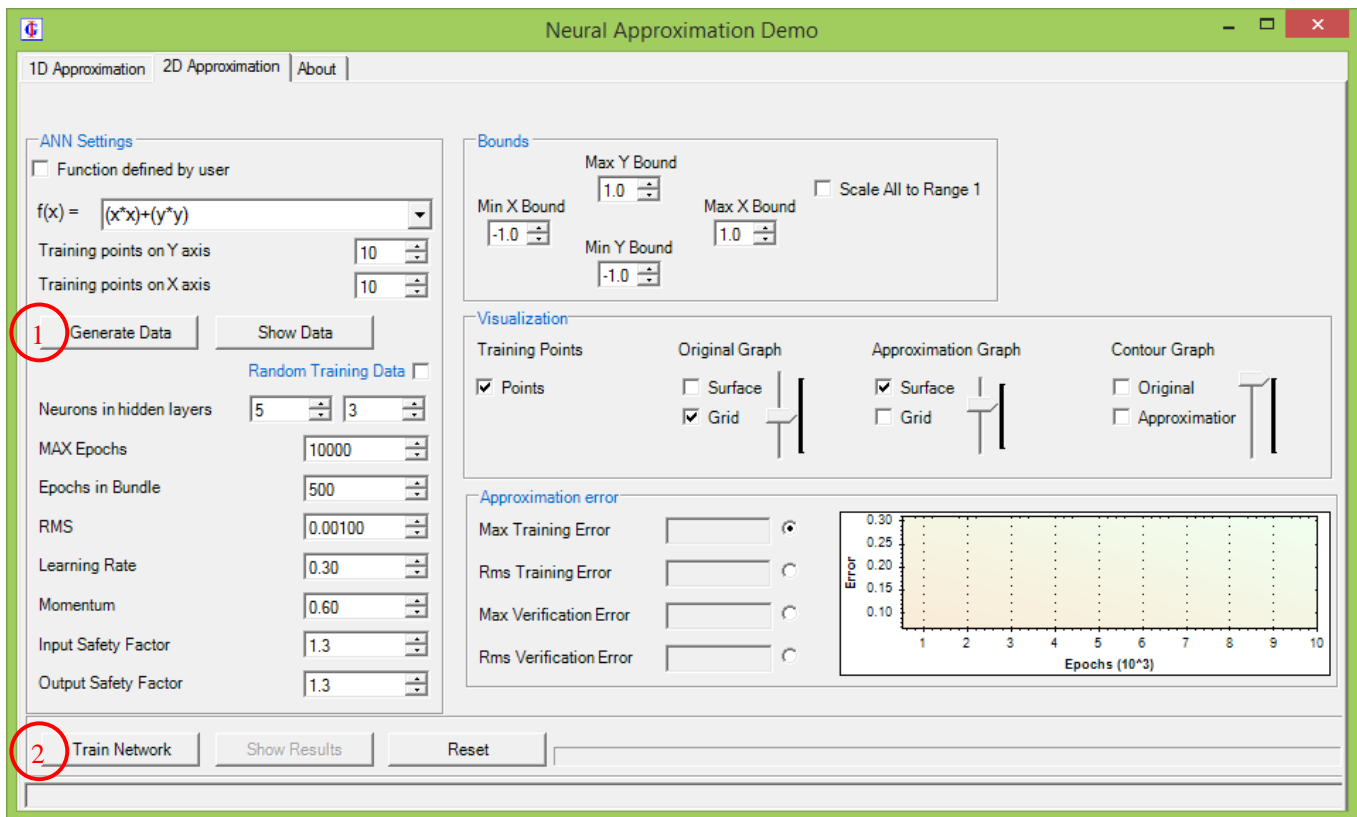 Neural Approximation Demo
1D Approximation 2D Approximation About
ANN Settings
Function defined by user
f(x) = (x*x)+(y*y)
Training points on Y axis 10
Training points on X axis 10
1 Generate Data Show Data
Random Training Data
Neurons in hidden layers 5 3
MAX Epochs 10000
Epochs in Bundle 500
RMS 0.00100
Learning Rate 0.30
Momentum 0.60
Input Safety Factor 1.3
Output Safety Factor 1.3
Bounds
Max Y Bound
1.0
Scale All to Range 1
Min X Bound Max X Bound
-1.0 1.0
Min Y Bound
-1.0
Visualization
Training Points Original Graph Approximation Graph Contour Graph
Points Surface Surface Original
Grid Grid Approximatior
Approximation error
Max Training Error
Rms Training Error
Max Verification Error
Rms Verification Error
Error
0.30
0.25
0.20
0.15
0.10
1 2 3 4 5 6 7 8 9 10
Epochs (10^3)
2 Train Network Show Results Reset